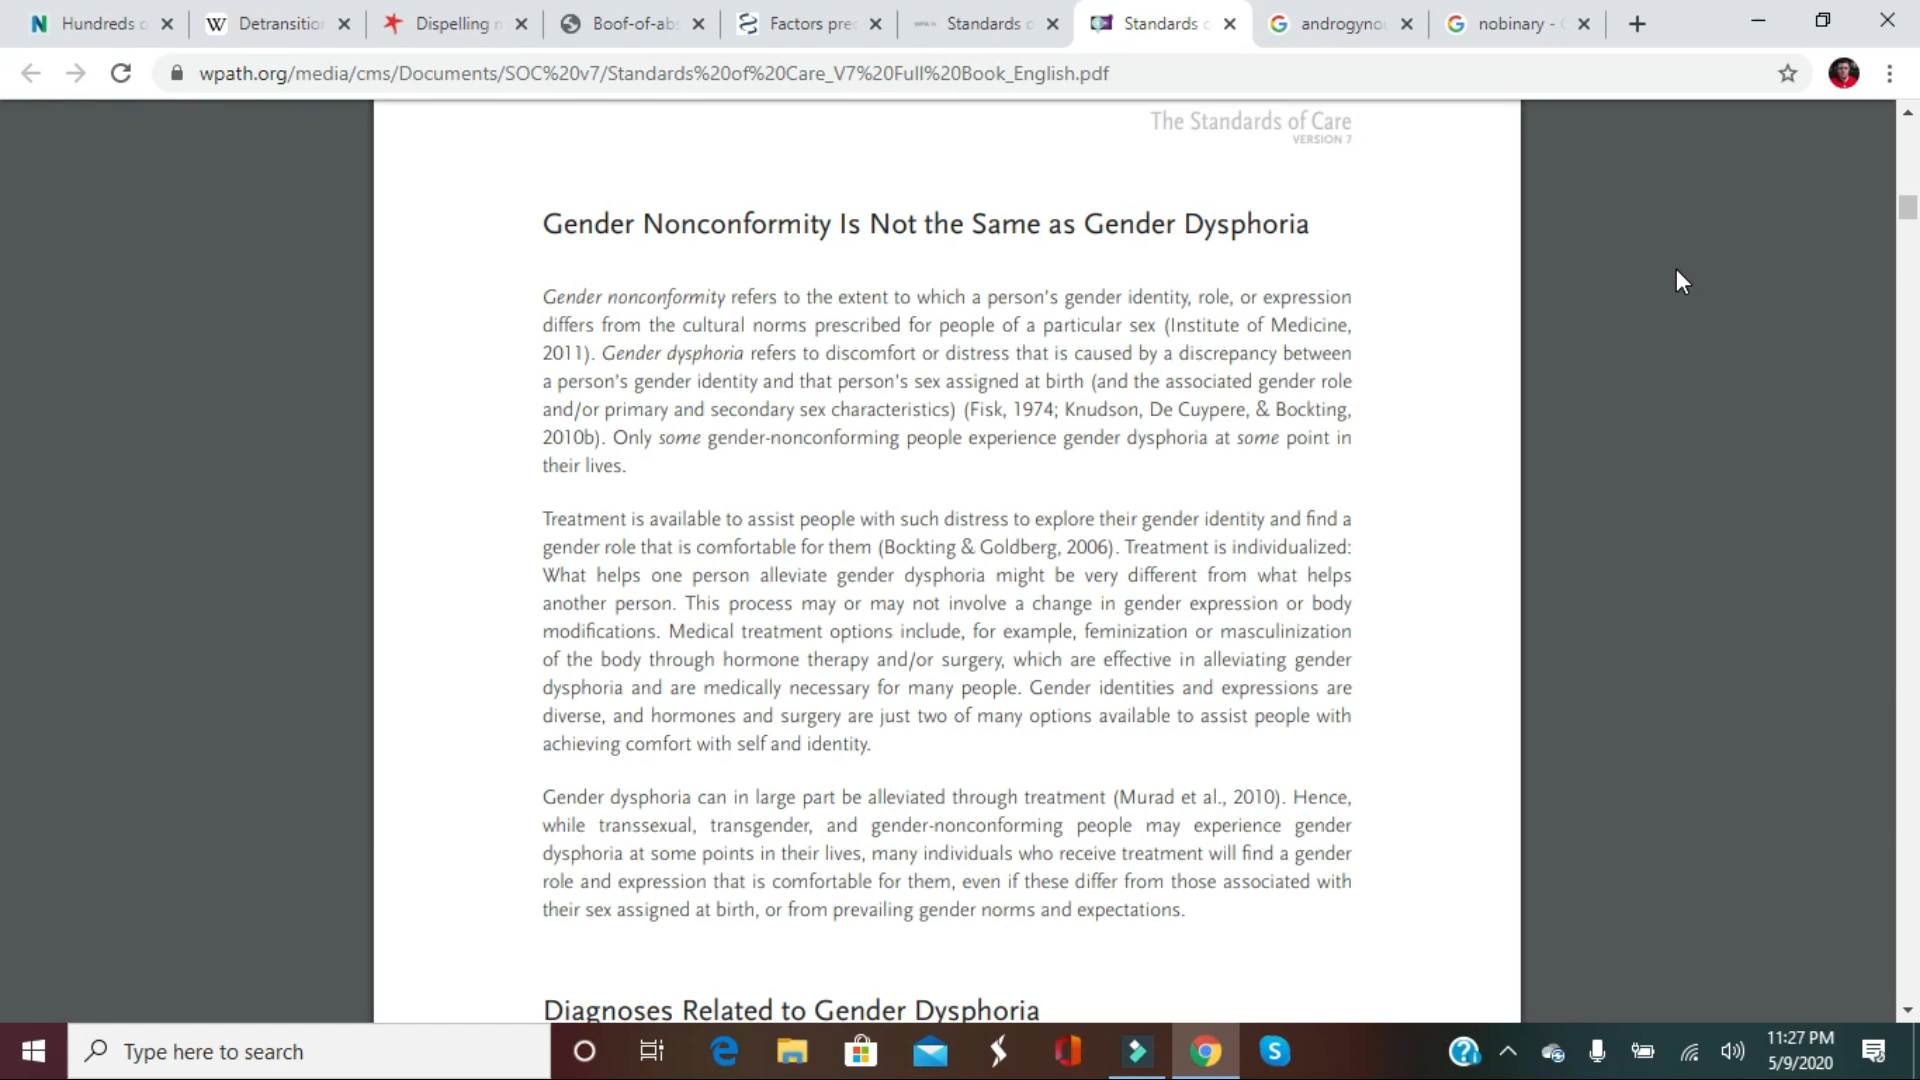 Hundreds o
Detransition
Dispelling
Boof-of-ab
Factors pre
Standards o
Standards o
androgyno
nobinary -
wpath.org/media/cms/Documents/SOC%20v7/Standards%20of%20Care_V7%20Full%20Book_English.pdf
The Standards of Care
VERSION 7
Gender Nonconformity Is Not the Same as Gender Dysphoria
Gender nonconformity refers to the extent to which a person's gender identity, role, or expression
differs from the cultural norms prescribed for people of a particular sex (Institute of Medicine,
2011). Gender dysphoria refers to discomfort or distress that is caused by a discrepancy between
a person's gender identity and that person's sex assigned at birth (and the associated gender role
and/or primary and secondary sex characteristics) (Fisk, 1974; Knudson, De Cuypere, & Bockting,
2010b). Only some gender-nonconforming people experience gender dysphoria at some point in
their lives.
Treatment is available to assist people with such distress to explore their gender identity and find a
gender role that is comfortable for them (Bockting & Goldberg, 2006). Treatment is individualized:
What helps one person alleviate gender dysphoria might be very different from what helps
another person. This process may or may not involve a change in gender expression or body
modifications. Medical treatment options include, for example, feminization or masculinization
of the body through hormone therapy and/or surgery, which are effective in alleviating gender
dysphoria and are medically necessary for many people. Gender identities and expressions are
diverse, and hormones and surgery are just two of many options available to assist people with
achieving comfort with self and identity.
Gender dysphoria can in large part be alleviated through treatment (Murad et al., 2010). Hence,
while transsexual, transgender, and gender-nonconforming people may experience gender
dysphoria at some points in their lives, many individuals who receive treatment will find a gender
role and expression that is comfortable for them, even if these differ from those associated with
their sex assigned at birth, or from prevailing gender norms and expectations.
Diagnoses Related to Gender Dysphoria
Type here to search
11:27 PM
5/9/2020